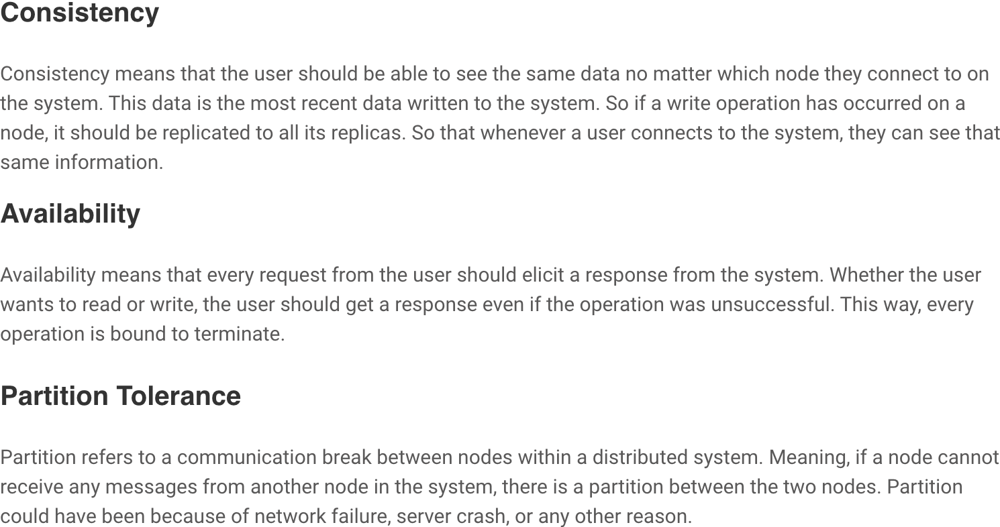 Consistency
Consistency means that the user should be able to see the same data no matter which node they connect to on
the system. This data is the most recent data written to the system. So if a write operation has occurred on a
node, it should be replicated to all its replicas. So that whenever a user connects to the system, they can see that
same information.
Availability
Availability means that every request from the user should elicit a response from the system. Whether the user
wants to read or write, the user should get a response even if the operation was unsuccessful. This way, every
operation is bound to terminate.
Partition Tolerance
Partition refers to a communication break between nodes within a distributed system. Meaning, if a node cannot
receive any messages from another node in the system, there is a partition between the two nodes. Partition
could have been because of network failure, server crash, or any other reason.